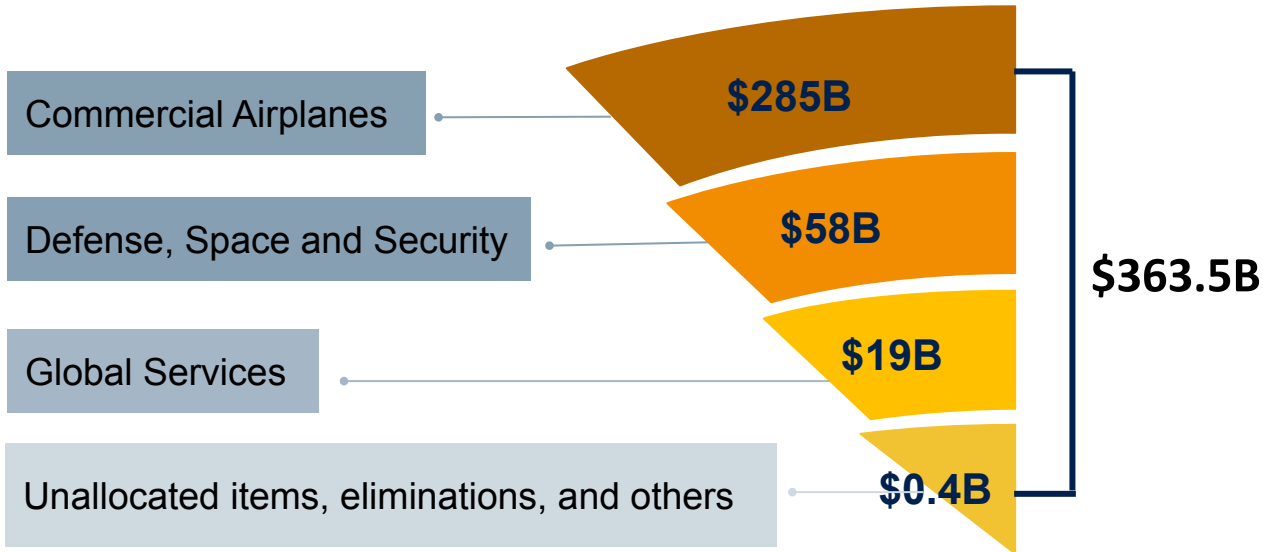 Commercial Airplanes
$285B
Defense, Space and Security
$58B
$363.5B
Global Services
$19B
Unallocated items, eliminations, and others
$0.4B